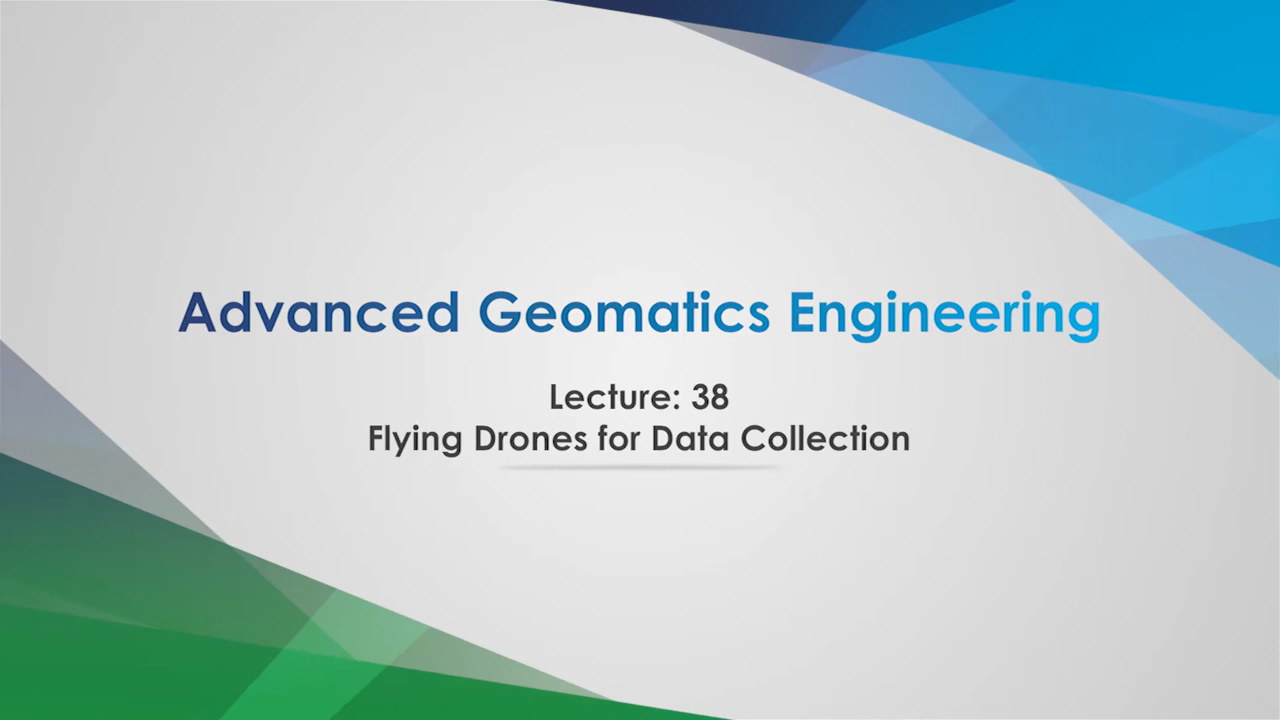 Advanced Geomatics Engineering
Lecture: 38
Flying Drones for Data Collection